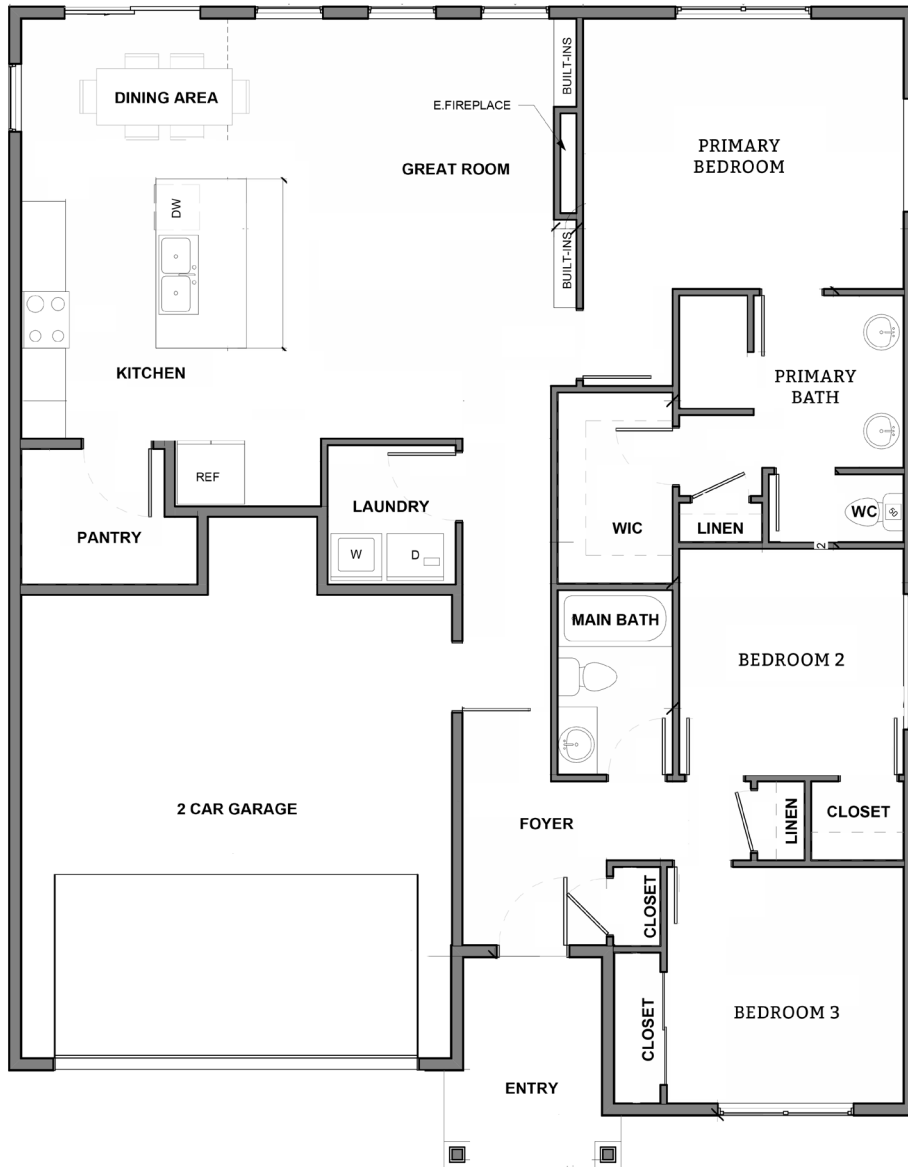 BUILT-INS
DINING AREA
E.FIREPLACE
PRIMARY
BEDROOM
GREAT ROOM
DW
BUILT-INS
KITCHEN
PRIMARY
BATH
REF
LAUNDRY
PANTRY
WIC
LINEN
WC
W
D
2
MAIN BATH
BEDROOM 2
2 CAR GARAGE
FOYER
LINEN
CLOSET
CLOSET
CLOSET
BEDROOM 3
ENTRY